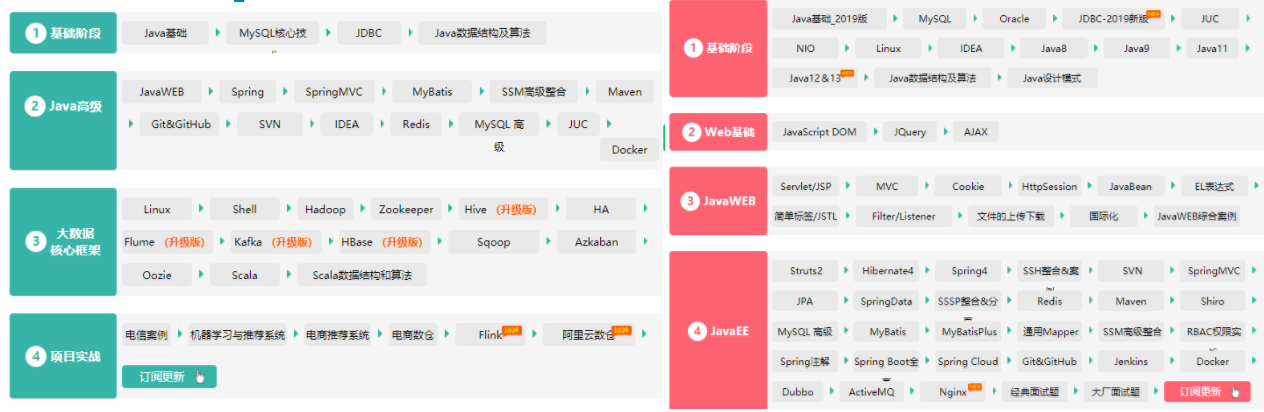 1 基础阶段
Java基础 MySQL核心技 JDBC Java数据结构及算法
2 Java高级
JavaWEB Spring SpringMVC MyBatis SSM高级整合 Maven
Git&GitHub SVN IDEA Redis MySQL 高级 JUC
Docker
3 大数据核心框架
Linux Shell Hadoop Zookeeper Hive (升级版) HA
Flume (升级版) Kafka (升级版) HBase (升级版) Sqoop Azkaban
Oozie Scala Scala数据结构和算法
4 项目实战
电信案例 机器学习与推荐系统 电商推荐系统 电商数仓 Flink 1024 阿里云数仓 1024
订阅更新
1 基础阶段
Java基础_2019版 MySQL Oracle JDBC-2019新版 NEW JUC
NIO Linux IDEA Java8 Java9 Java11
Java12&13 NEW Java数据结构及算法 Java设计模式
2 Web基础
JavaScript DOM JQuery AJAX
3 JavaWEB
Servlet/JSP MVC Cookie HttpSession JavaBean EL表达式
简单标签/JSTL Filter/Listener 文件的上传下载 国际化 JavaWEB综合案例
4 JavaEE
Struts2 Hibernate4 Spring4 SSH整合&案 SVN SpringMVC
JPA SpringData SSSP整合&分 Redis Maven Shiro
MySQL 高级 MyBatis MyBatisPlus 通用Mapper SSM高级整合 RBAC权限实
Spring注解 Spring Boot全 Spring Cloud Git&GitHub Jenkins Docker
Dubbo ActiveMQ Nginx NEW 经典面试题 大厂面试题 订阅更新